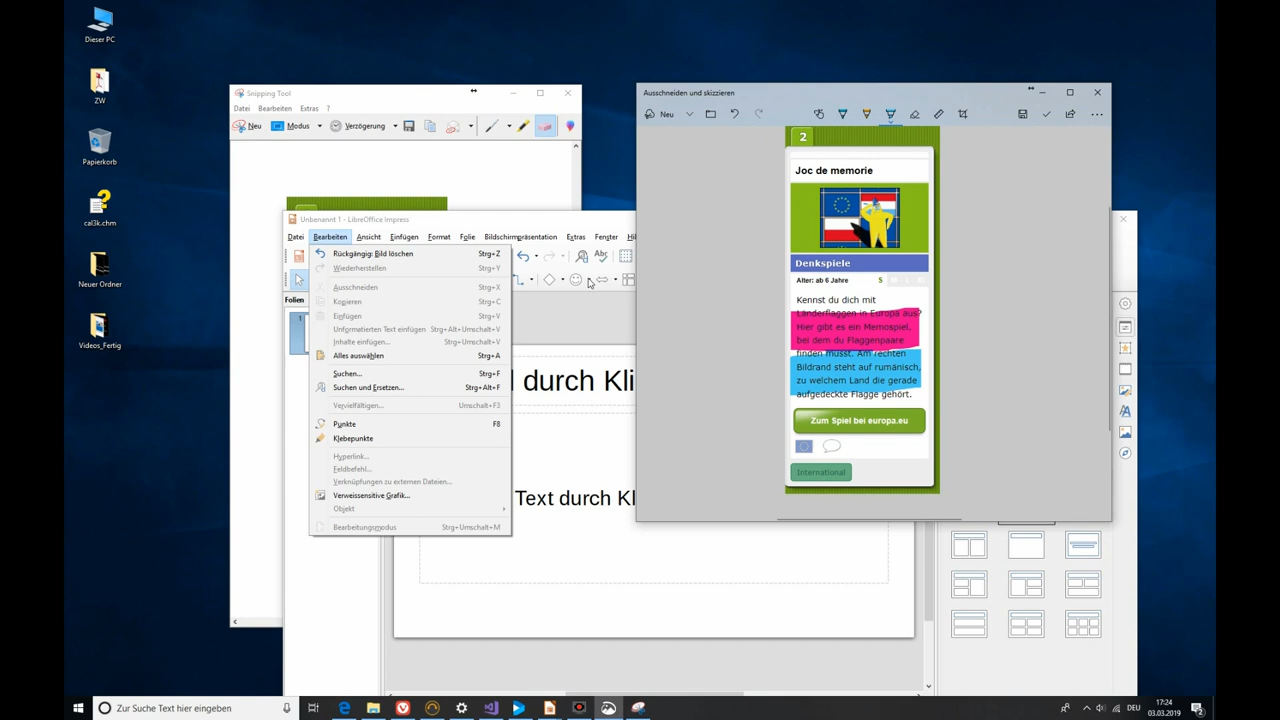 Dieser PC
ZW
Papierkorb
cal3k.chm
Neuer Ordner
Videos_Fertig
Snipping Tool
Datei Bearbeiten Extras ?
Neu Modus Verzögerung
Unbenannt 1 - LibreOffice Impress
Datei Bearbeiten Ansicht Einfügen Format Folie Bildschirmpräsentation Extras Fenster
Rückgängig: Bild löschen Strg+Z
Wiederherstellen Strg+Y
Ausschneiden Strg+X
Kopieren Strg+C
Einfügen Strg+V
Unformatierten Text einfügen Strg+Alt+Umschalt+V
Inhalte einfügen... Strg+Umschalt+V
Alles auswählen Strg+A
Suchen... Strg+F
Suchen und Ersetzen... Strg+Alt+F
Vervielfältigen... Umschalt+F3
Punkte F8
Klebepunkte
Hyperlink...
Feldbefehl...
Verknüpfungen zu externen Dateien...
Verweissensitive Grafik...
Objekt
Bearbeitungsmodus Strg+Umschalt+M
Folien
1
durch Kli
Text durch Kl
Ausschneiden und skizzieren
Neu
2
Joc de memorie
Denkspiele
Alter: ab 6 Jahre S
Kennst du dich mit
Länderflaggen in Europa aus?
Hier gibt es ein Memospiel,
bei dem du Flaggenpaare
finden musst. Am rechten
Bildrand steht auf rumänisch,
zu welchem Land die gerade
aufgedeckte Flagge gehört.
Zum Spiel bei europa.eu
International
Zur Suche Text hier eingeben
DEU
17:24
03.03.2019
2